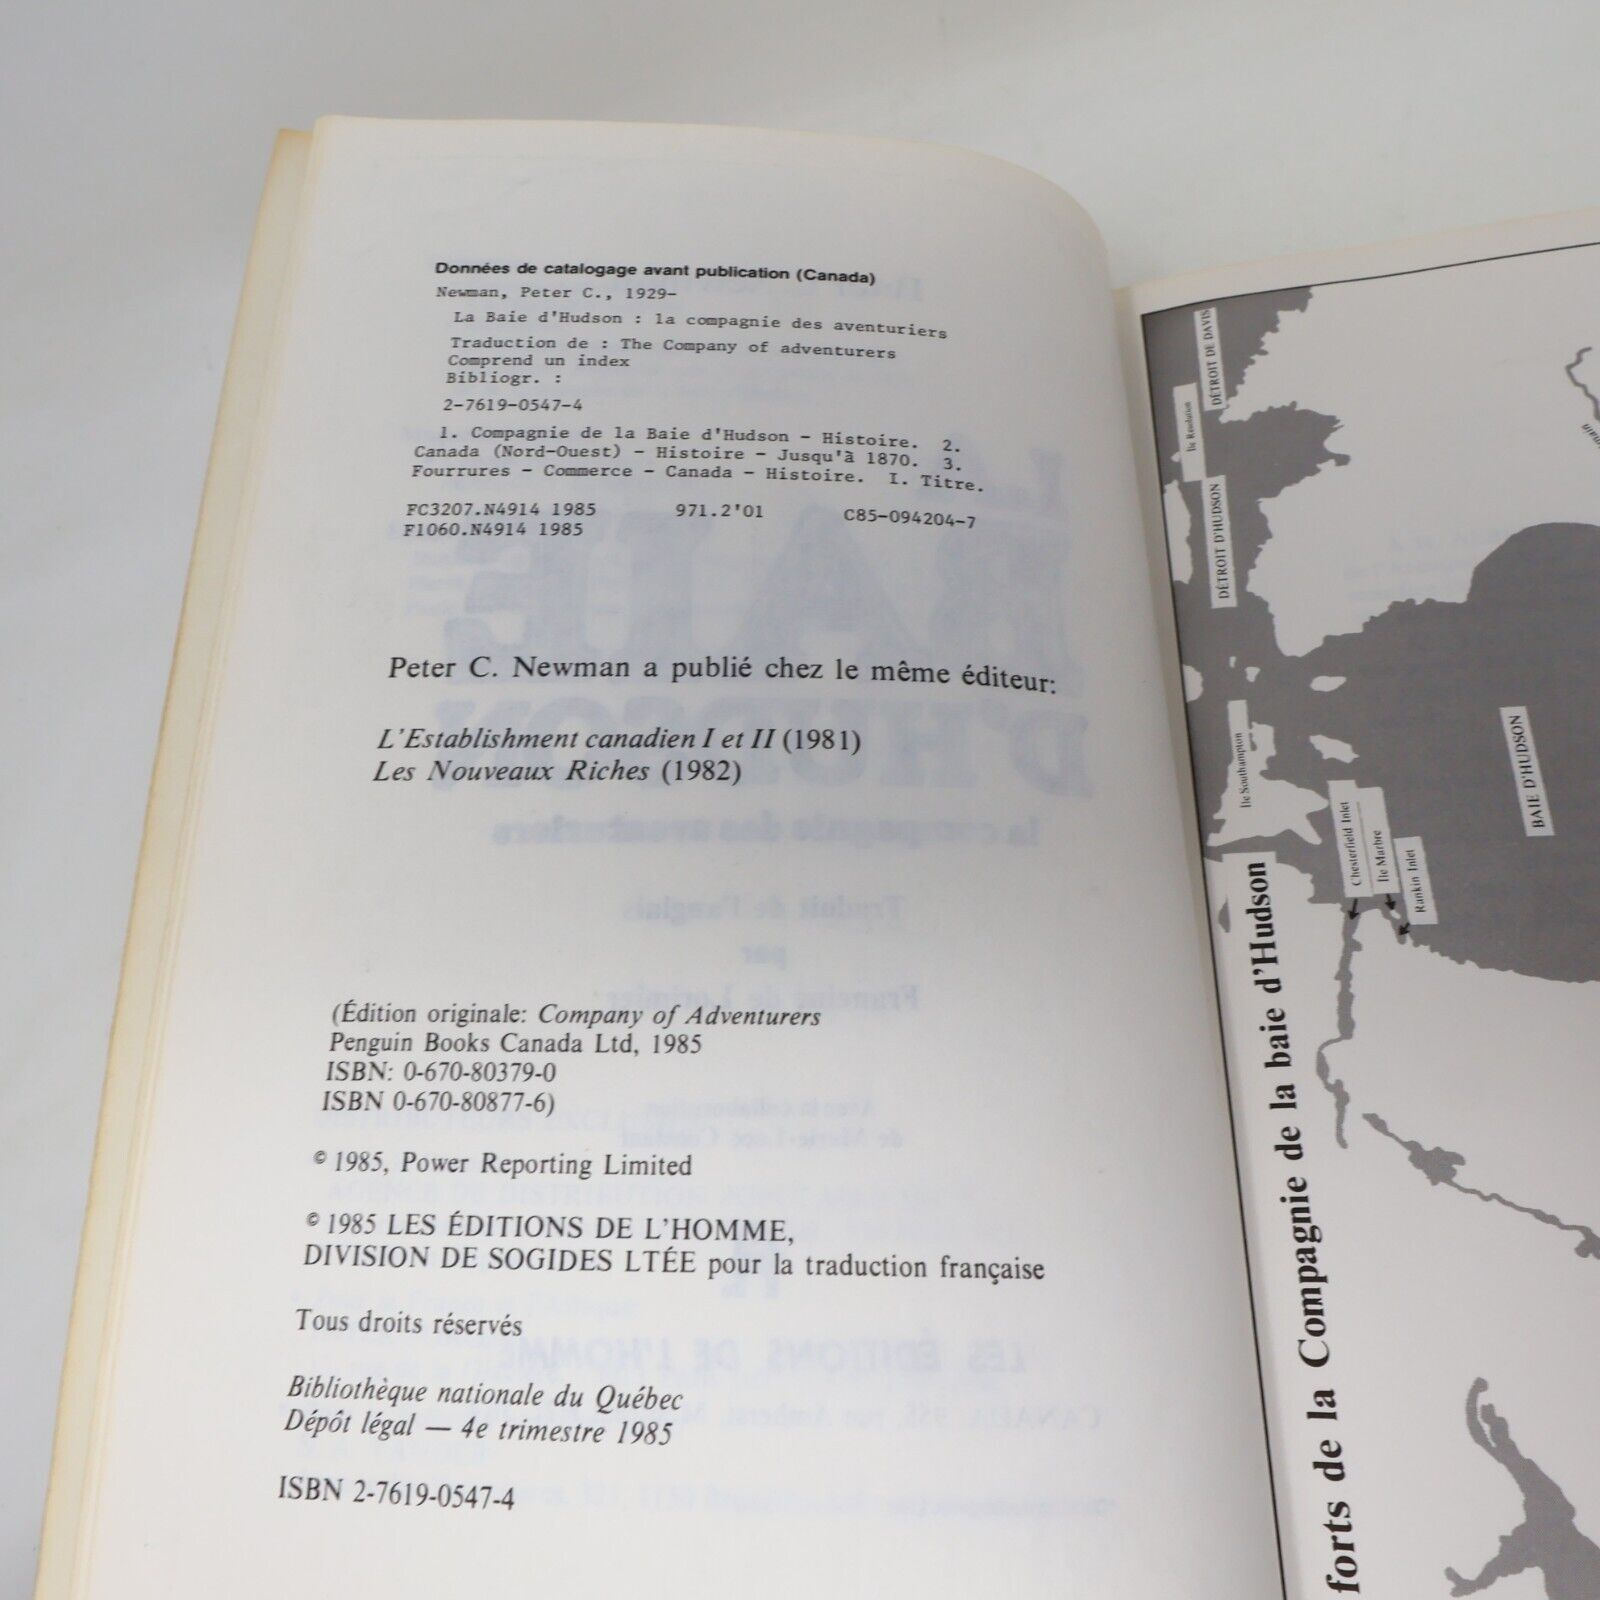 Données de catalogage avant publication (Canada)
Newman, Peter C., 1929-
La Baie d'Hudson : la compagnie des aventuriers
Traduction de : The Company of adventurers
Comprend un index
Bibliogr. :
2-7619-0547-4
1. Compagnie de la Baie d'Hudson - Histoire. 2.
Canada (Nord-Ouest) - Histoire - Jusqu'à 1870. 3.
Fourrures - Commerce - Canada - Histoire. I. Titre.
FC3207.N4914 1985 971.2'01 C85-094204-7
F1060.N4914 1985
Peter C. Newman a publié chez le même éditeur:
L'Establishment canadien I et II (1981)
Les Nouveaux Riches (1982)
(Édition originale: Company of Adventurers
Penguin Books Canada Ltd, 1985
ISBN: 0-670-80379-0
ISBN 0-670-80877-6)
© 1985, Power Reporting Limited
© 1985 LES ÉDITIONS DE L'HOMME,
DIVISION DE SOGIDES LTÉE pour la traduction française
Tous droits réservés
Bibliothèque nationale du Québec
Dépôt légal — 4e trimestre 1985
ISBN 2-7619-0547-4
DÉTROIT DE DAVIS
Île Resolution
DÉTROIT D'HUDSON
Île Southampton
BAIE D'HUDSON
Chesterfield Inlet
Île Marbre
Rankin Inlet
forts de la Compagnie de la baie d'Hudson